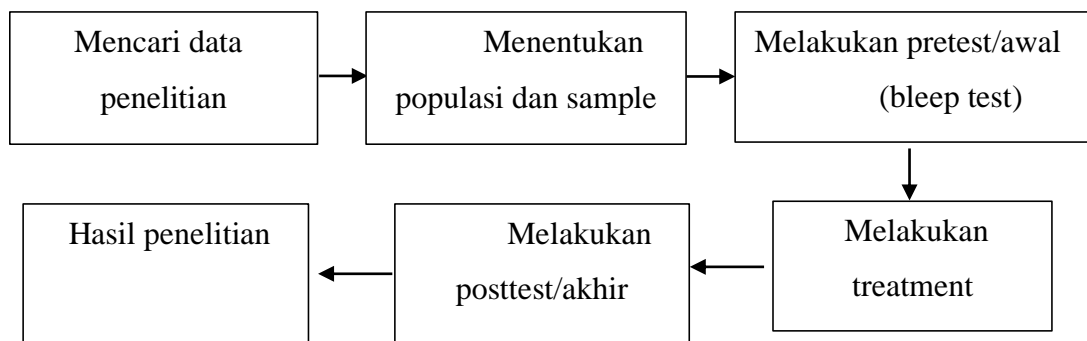 Mencari data
penelitian
Menentukan
populasi dan sample
Melakukan pretest/awal
(bleep test)
Melakukan
treatment
Melakukan
posttest/akhir
Hasil penelitian